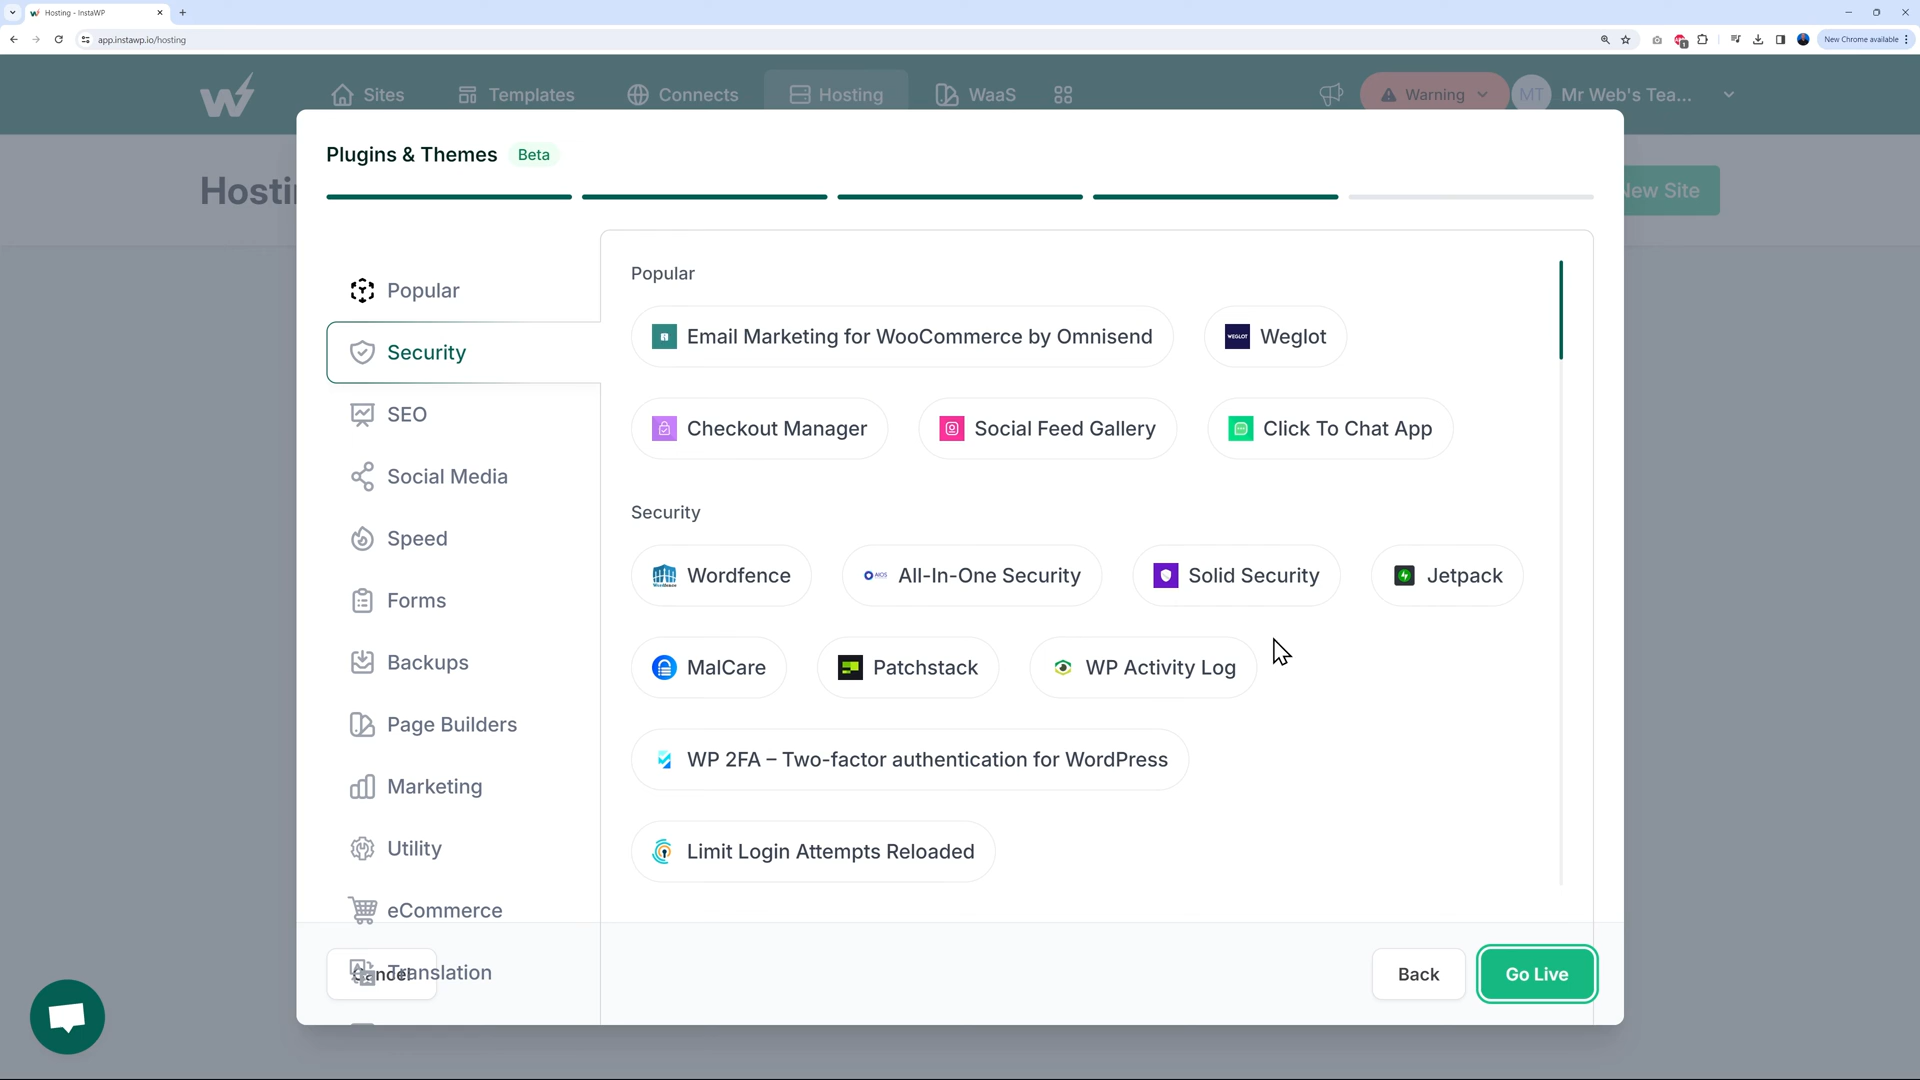 Hosting - InstaWP
app.instawp.io/hosting
New Chrome available
Sites
Templates
Connects
Hosting
WaaS
Warning
MT
Mr Web's Tea...
Hosti
New Site
Plugins & Themes
Beta
Popular
Security
SEO
Social Media
Speed
Forms
Backups
Page Builders
Marketing
Utility
eCommerce
Translation
Popular
Email Marketing for WooCommerce by Omnisend
WEGLOT Weglot
Checkout Manager
Social Feed Gallery
Click To Chat App
Security
Wordfence
AIOS All-In-One Security
Solid Security
Jetpack
MalCare
Patchstack
WP Activity Log
WP 2FA – Two-factor authentication for WordPress
Limit Login Attempts Reloaded
Cancel
Back
Go Live